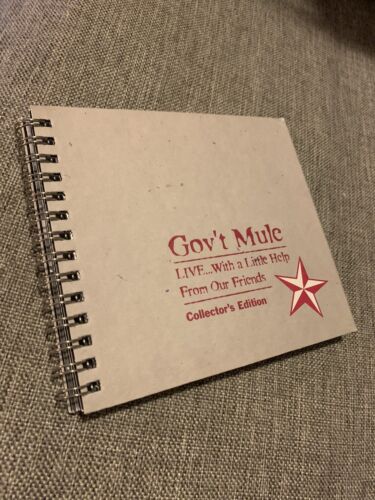 Gov't Mule
LIVE...With a Little Help
From Our Friends
Collector's Edition